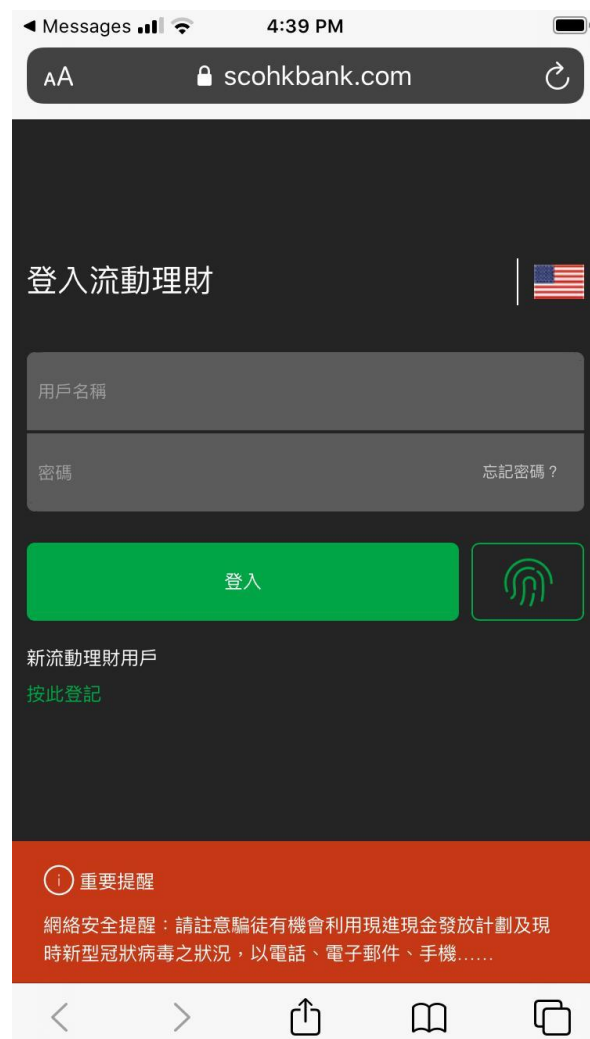 Messages
4:39 PM
AA
scohkbank.com
登入流動理財
用戶名稱
密碼
忘記密碼？
登入
新流動理財用戶
按此登記
重要提醒
網絡安全提醒：請註意騙徒有機會利用現進現金發放計劃及現
時新型冠狀病毒之狀況，以電話、電子郵件、手機......